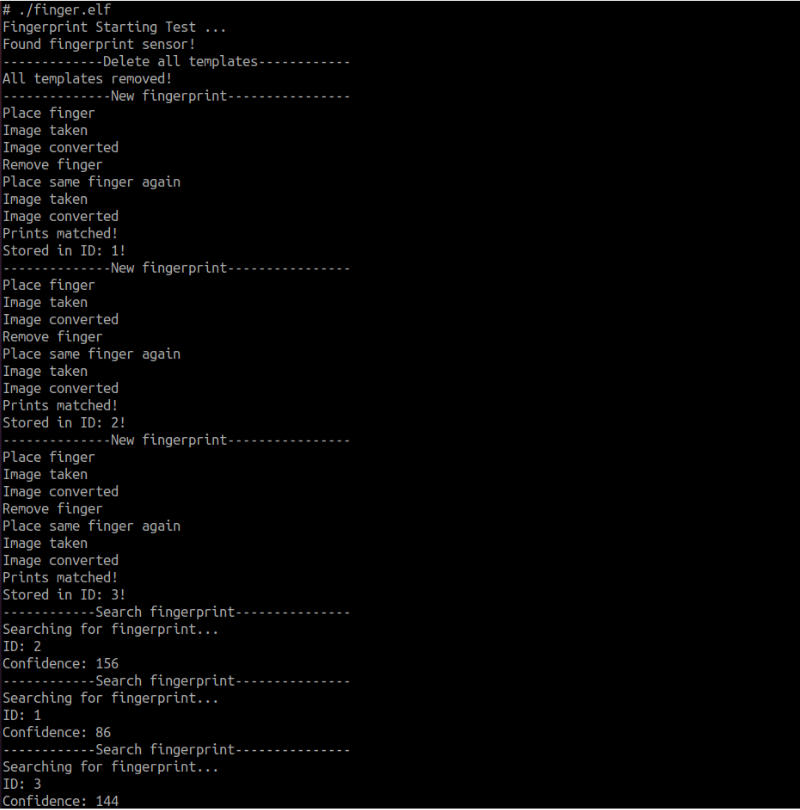 # ./finger.elf
Fingerprint Starting Test ...
Found fingerprint sensor!
-------------Delete all templates------------
All templates removed!
--------------New fingerprint----------------
Place finger
Image taken
Image converted
Remove finger
Place same finger again
Image taken
Image converted
Prints matched!
Stored in ID: 1!
--------------New fingerprint----------------
Place finger
Image taken
Image converted
Remove finger
Place same finger again
Image taken
Image converted
Prints matched!
Stored in ID: 2!
--------------New fingerprint----------------
Place finger
Image taken
Image converted
Remove finger
Place same finger again
Image taken
Image converted
Prints matched!
Stored in ID: 3!
------------Search fingerprint---------------
Searching for fingerprint...
ID: 2
Confidence: 156
------------Search fingerprint---------------
Searching for fingerprint...
ID: 1
Confidence: 86
------------Search fingerprint---------------
Searching for fingerprint...
ID: 3
Confidence: 144